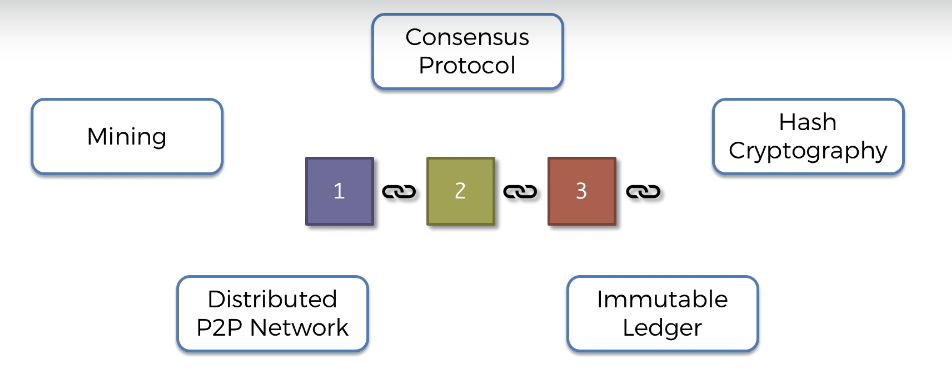 Consensus
Protocol
Mining
Hash
Cryptography
1
2
3
Distributed
P2P Network
Immutable
Ledger